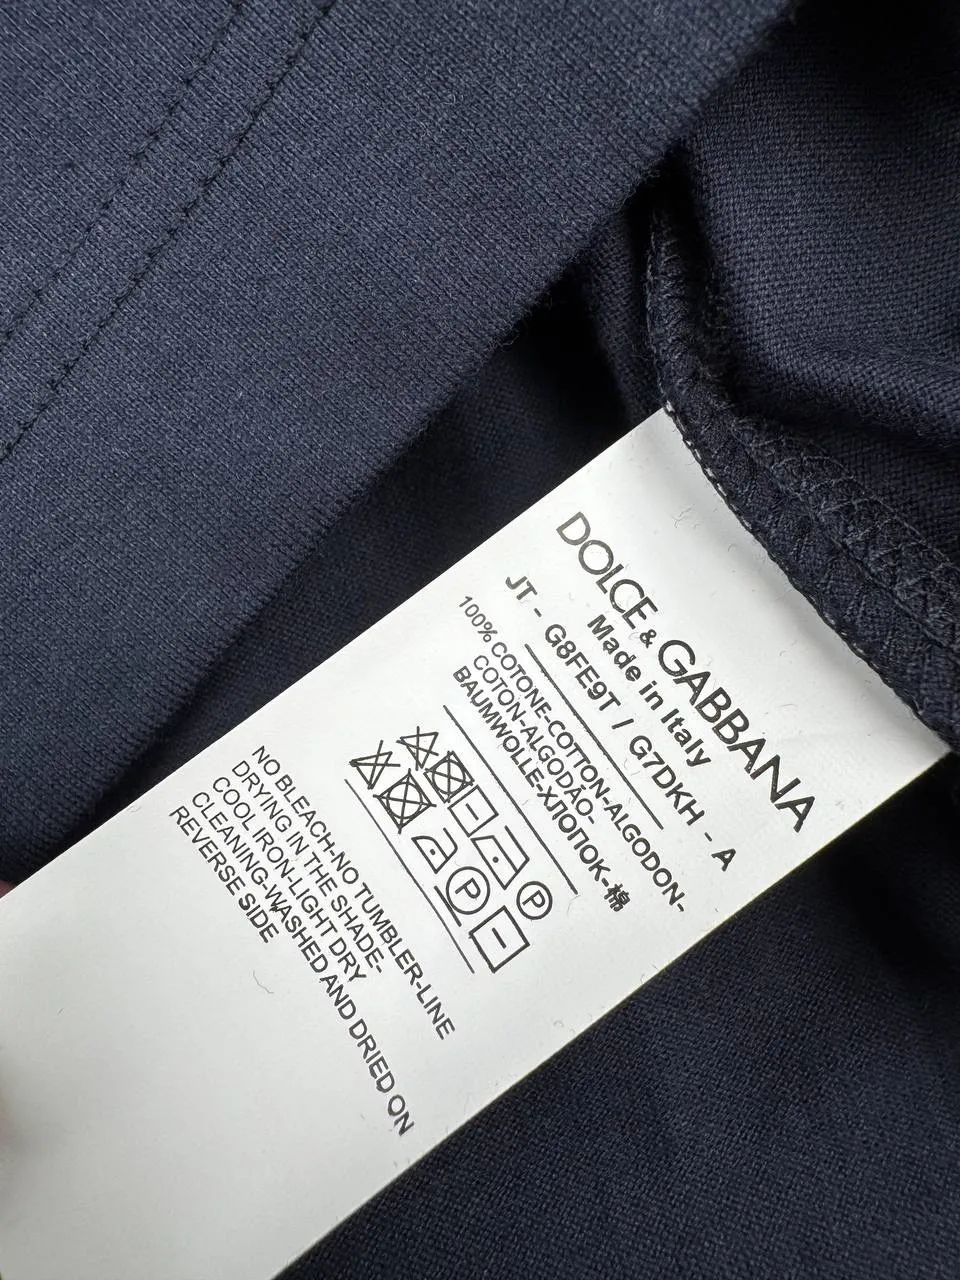 DOLCE & GABBANA
Made in Italy
JT - G8FE9T / G7DKH - A
100% COTONE-COTTON-ALGODON-
COTON-ALGODÃO-
BAUMWOLLE-ХЛОПОК-棉
P
P
NO BLEACH-NO TUMBLER-LINE
DRYING IN THE SHADE-
COOL IRON-LIGHT DRY
CLEANING-WASHED AND DRIED ON
REVERSE SIDE